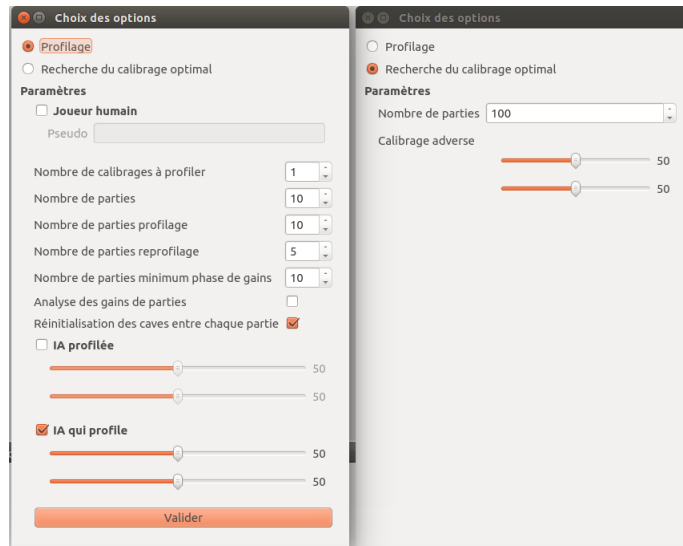 Choix des options
Profilage
Recherche du calibrage optimal
Paramètres
Joueur humain
Pseudo
Nombre de calibrages à profiler 1
Nombre de parties 10
Nombre de parties profilage 10
Nombre de parties reprofilage 5
Nombre de parties minimum phase de gains 10
Analyse des gains de parties
Réinitialisation des caves entre chaque partie
IA profilée
50
50
IA qui profile
50
50
Valider
Choix des options
Profilage
Recherche du calibrage optimal
Paramètres
Nombre de parties 100
Calibrage adverse
50
50